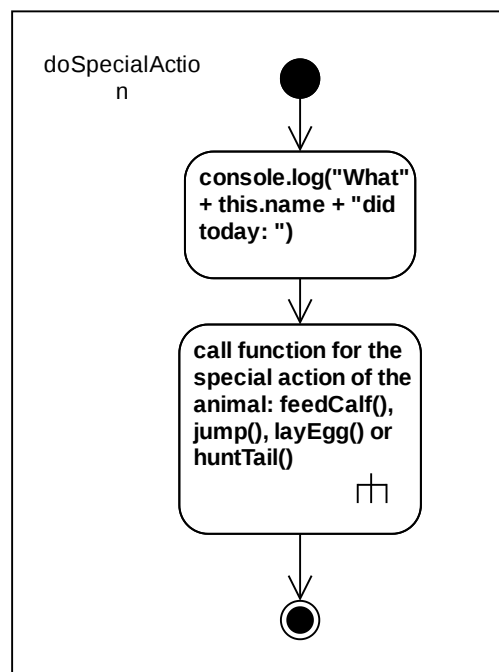 doSpecialActio
n
console.log("What"
+ this.name + "did
today: ")
call function for the
special action of the
animal: feedCalf(),
jump(), layEgg() or
huntTail()